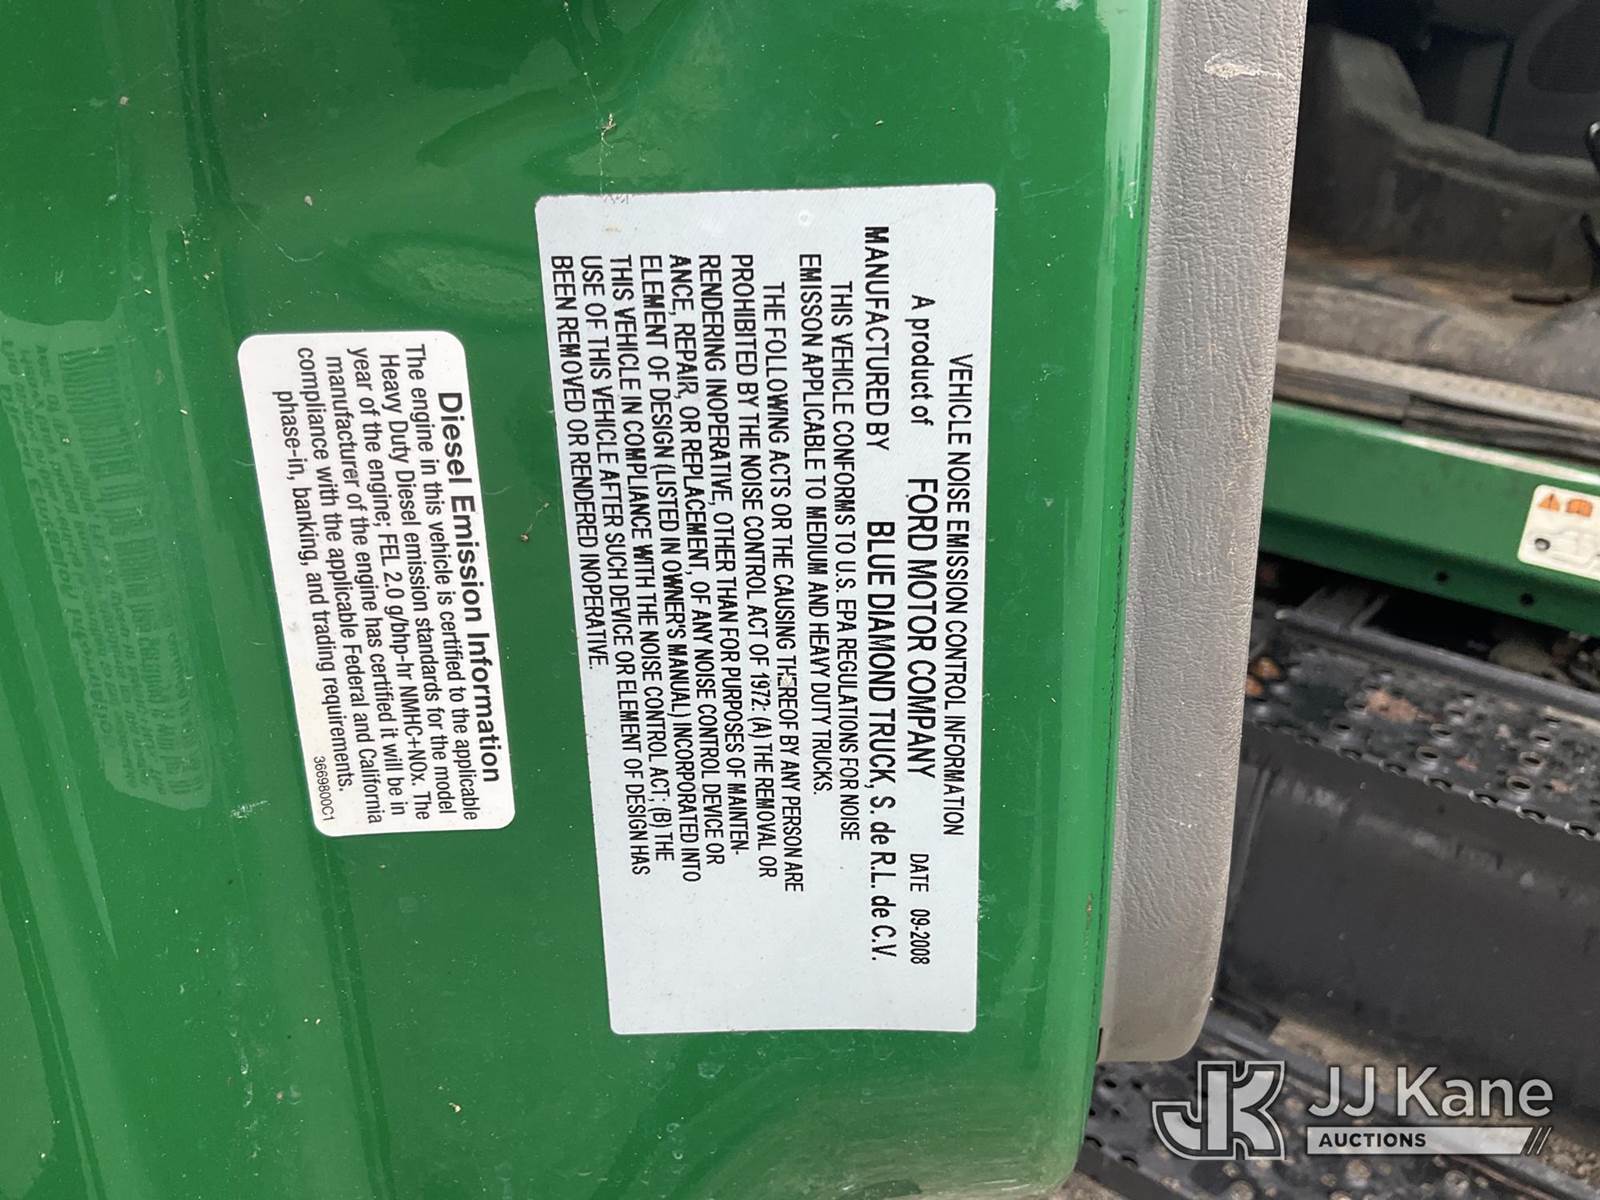 VEHICLE NOISE EMISSION CONTROL INFORMATION
A product of FORD MOTOR COMPANY DATE 09-2008
MANUFACTURED BY BLUE DIAMOND TRUCK, S. de R.L. de C.V.
THIS VEHICLE CONFORMS TO U.S. EPA REGULATIONS FOR NOISE
EMISSON APPLICABLE TO MEDIUM AND HEAVY DUTY TRUCKS.
THE FOLLOWING ACTS OR THE CAUSING THEREOF BY ANY PERSON ARE
PROHIBITED BY THE NOISE CONTROL ACT OF 1972: (A) THE REMOVAL OR
RENDERING INOPERATIVE, OTHER THAN FOR PURPOSES OF MAINTEN-
ANCE, REPAIR, OR REPLACEMENT, OF ANY NOISE CONTROL DEVICE OR
ELEMENT OF DESIGN (LISTED IN OWNER'S MANUAL) INCORPORATED INTO
THIS VEHICLE IN COMPLIANCE WITH THE NOISE CONTROL ACT; (B) THE
USE OF THIS VEHICLE AFTER SUCH DEVICE OR ELEMENT OF DESIGN HAS
BEEN REMOVED OR RENDERED INOPERATIVE.
Diesel Emission Information
The engine in this vehicle is certified to the applicable
Heavy Duty Diesel emission standards for the model
year of the engine; FEL 2.0 g/bhp-hr NMHC+NOx. The
manufacturer of the engine has certified it will be in
compliance with the applicable Federal and California
phase-in, banking, and trading requirements.
3669800C1
JK JJ Kane
AUCTIONS